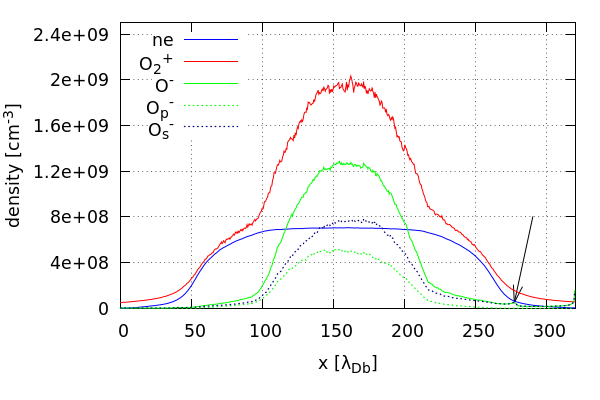 density [cm⁻³]
2.4e+09
2e+09
1.6e+09
1.2e+09
8e+08
4e+08
0
ne
O₂⁺
O⁻
Oₚ⁻
Oₛ⁻
0 50 100 150 200 250 300
x [λ_Db]